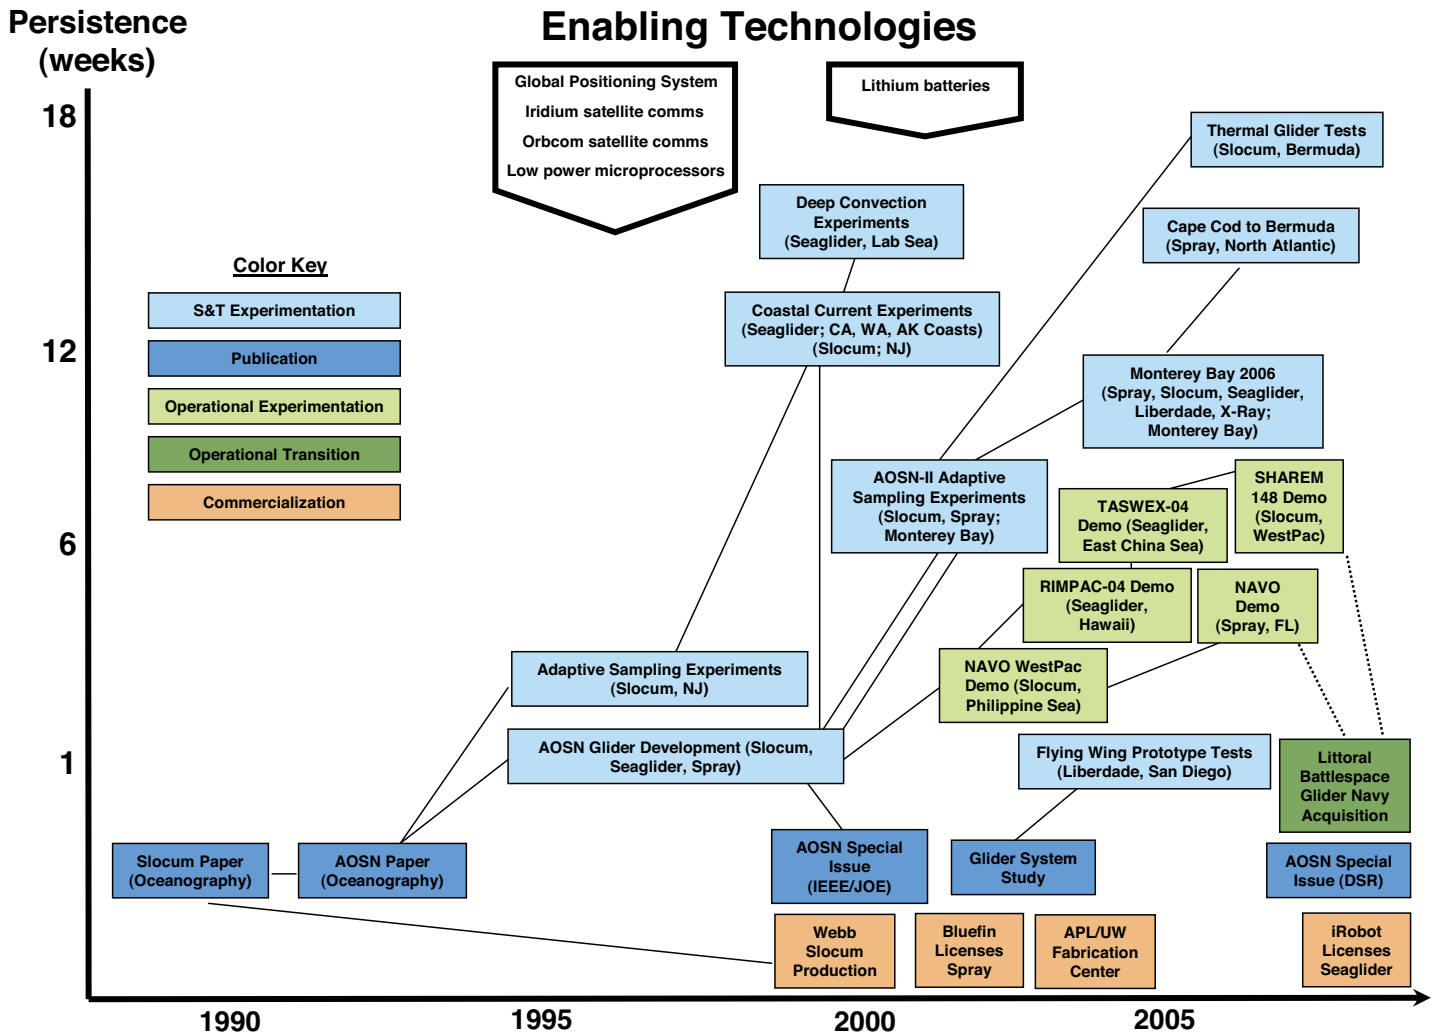 Persistence
(weeks)
Enabling Technologies
Global Positioning System
Iridium satellite comms
Orbcom satellite comms
Low power microprocessors
Lithium batteries
18
12
6
1
Color Key
S&T Experimentation
Publication
Operational Experimentation
Operational Transition
Commercialization
Thermal Glider Tests
(Slocum, Bermuda)
Deep Convection
Experiments
(Seaglider, Lab Sea)
Cape Cod to Bermuda
(Spray, North Atlantic)
Coastal Current Experiments
(Seaglider; CA, WA, AK Coasts)
(Slocum; NJ)
Monterey Bay 2006
(Spray, Slocum, Seaglider,
Liberdade, X-Ray;
Monterey Bay)
AOSN-II Adaptive
Sampling Experiments
(Slocum, Spray;
Monterey Bay)
TASWEX-04
Demo (Seaglider,
East China Sea)
SHAREM
148 Demo
(Slocum,
WestPac)
RIMPAC-04 Demo
(Seaglider,
Hawaii)
NAVO
Demo
(Spray, FL)
Adaptive Sampling Experiments
(Slocum, NJ)
NAVO WestPac
Demo (Slocum,
Philippine Sea)
AOSN Glider Development (Slocum,
Seaglider, Spray)
Flying Wing Prototype Tests
(Liberdade, San Diego)
Littoral
Battlespace
Glider Navy
Acquisition
Slocum Paper
(Oceanography)
AOSN Paper
(Oceanography)
AOSN Special
Issue
(IEEE/JOE)
Glider System
Study
AOSN Special
Issue (DSR)
Webb
Slocum
Production
Bluefin
Licenses
Spray
APL/UW
Fabrication
Center
iRobot
Licenses
Seaglider
1990
1995
2000
2005